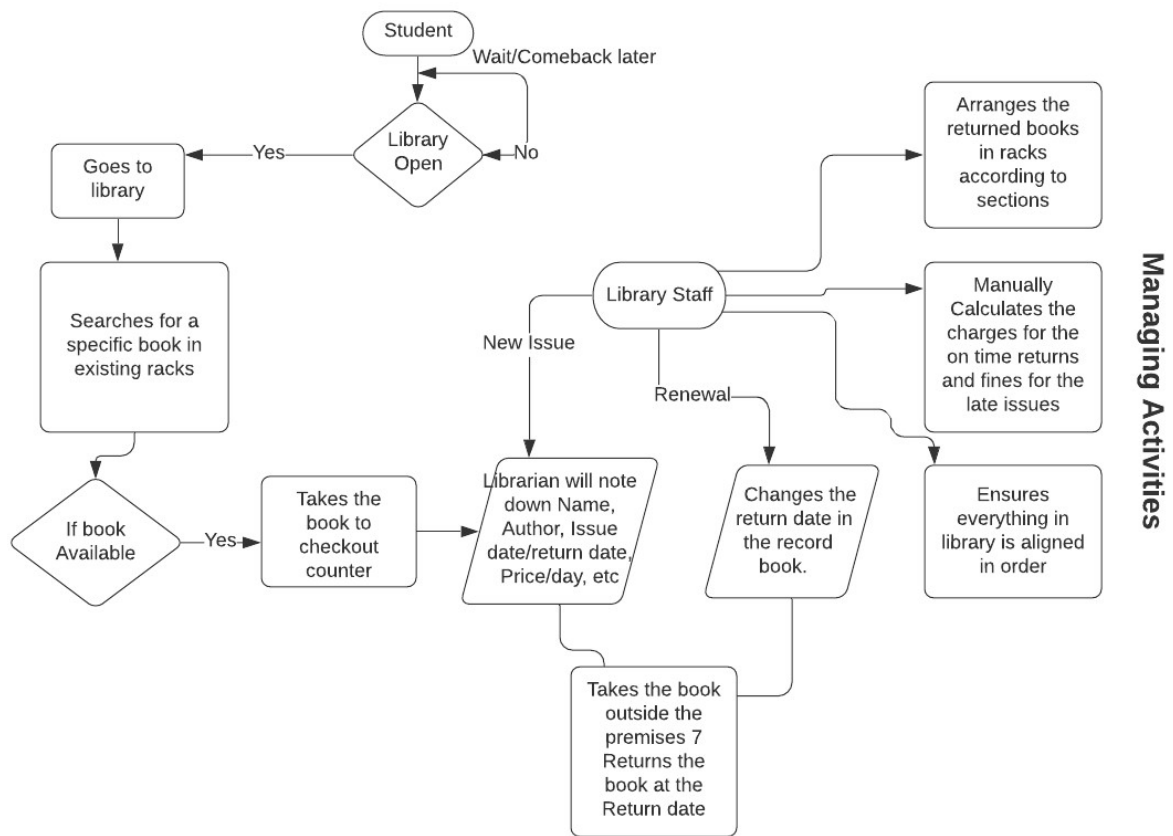 Student
Wait/Comeback later
Library
Open
No
Yes
Goes to
library
Searches for a
specific book in
existing racks
If book
Available
Yes
Takes the
book to
checkout
counter
Library Staff
New Issue
Renewal
Librarian will note
down Name,
Author, Issue
date/return date,
Price/day, etc
Changes the
return date in
the record
book.
Takes the book
outside the
premises 7
Returns the
book at the
Return date
Arranges the
returned books
in racks
according to
sections
Manually
Calculates the
charges for the
on time returns
and fines for the
late issues
Ensures
everything in
library is aligned
in order
Managing Activities